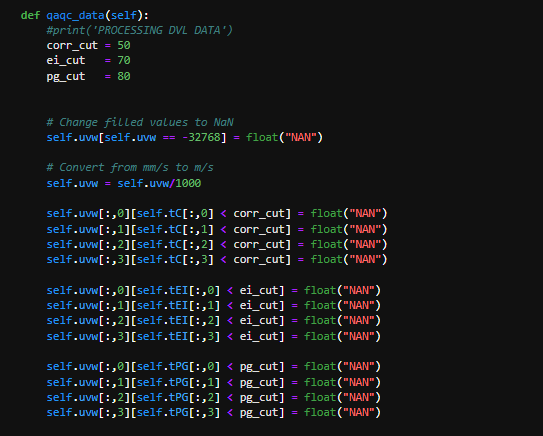 def qaqc_data(self):
#print('PROCESSING DVL DATA')
corr_cut = 50
ei_cut   = 70
pg_cut   = 80
# Change filled values to NaN
self.uvw[self.uvw == -32768] = float("NAN")
# Convert from mm/s to m/s
self.uvw = self.uvw/1000
self.uvw[:,0][self.tC[:,0] < corr_cut] = float("NAN")
self.uvw[:,1][self.tC[:,1] < corr_cut] = float("NAN")
self.uvw[:,2][self.tC[:,2] < corr_cut] = float("NAN")
self.uvw[:,3][self.tC[:,3] < corr_cut] = float("NAN")
self.uvw[:,0][self.tEI[:,0] < ei_cut] = float("NAN")
self.uvw[:,1][self.tEI[:,1] < ei_cut] = float("NAN")
self.uvw[:,2][self.tEI[:,2] < ei_cut] = float("NAN")
self.uvw[:,3][self.tEI[:,3] < ei_cut] = float("NAN")
self.uvw[:,0][self.tPG[:,0] < pg_cut] = float("NAN")
self.uvw[:,1][self.tPG[:,1] < pg_cut] = float("NAN")
self.uvw[:,2][self.tPG[:,2] < pg_cut] = float("NAN")
self.uvw[:,3][self.tPG[:,3] < pg_cut] = float("NAN")